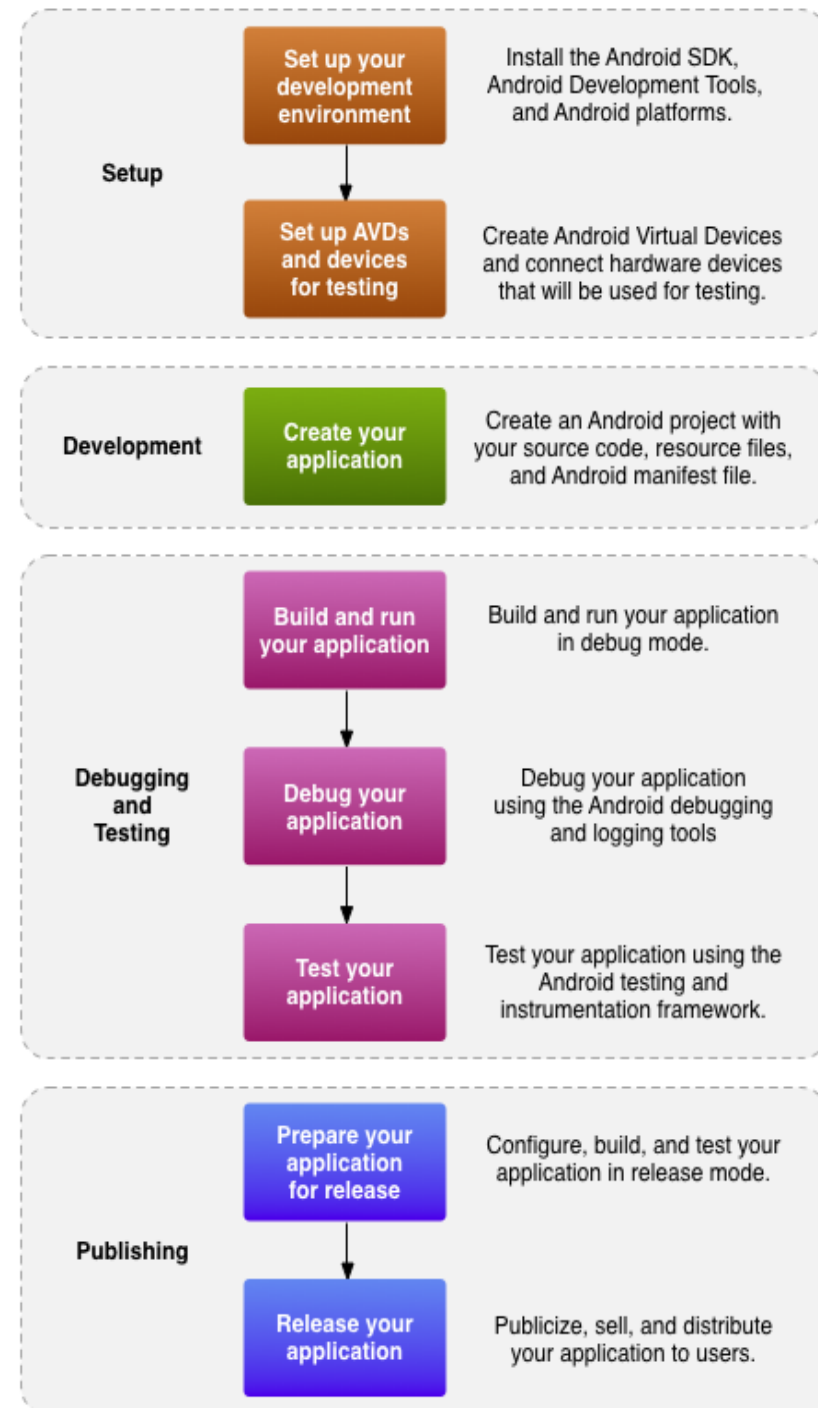 Setup
Set up your
development
environment
Install the Android SDK,
Android Development Tools,
and Android platforms.
Set up AVDs
and devices
for testing
Create Android Virtual Devices
and connect hardware devices
that will be used for testing.
Development
Create your
application
Create an Android project with
your source code, resource files,
and Android manifest file.
Debugging
and
Testing
Build and run
your application
Build and run your application
in debug mode.
Debug your
application
Debug your application
using the Android debugging
and logging tools
Test your
application
Test your application using the
Android testing and
instrumentation framework.
Publishing
Prepare your
application
for release
Configure, build, and test your
application in release mode.
Release your
application
Publicize, sell, and distribute
your application to users.